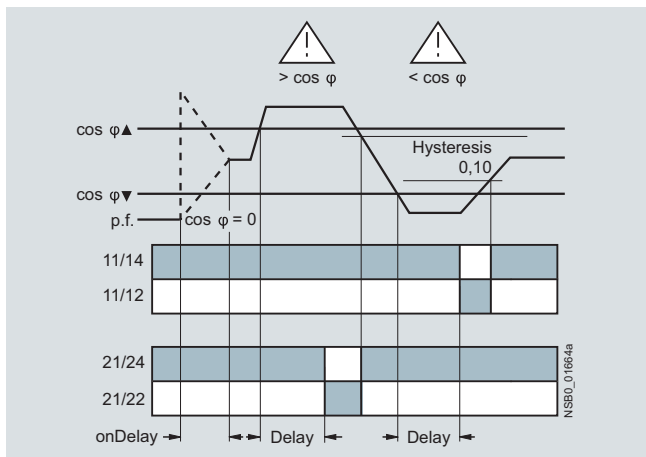 > cos φ
< cos φ
cos φ▲
Hysteresis
0,10
cos φ▼
p.f.
cos φ = 0
11/14
11/12
21/24
21/22
NSB0_01664a
onDelay
Delay
Delay